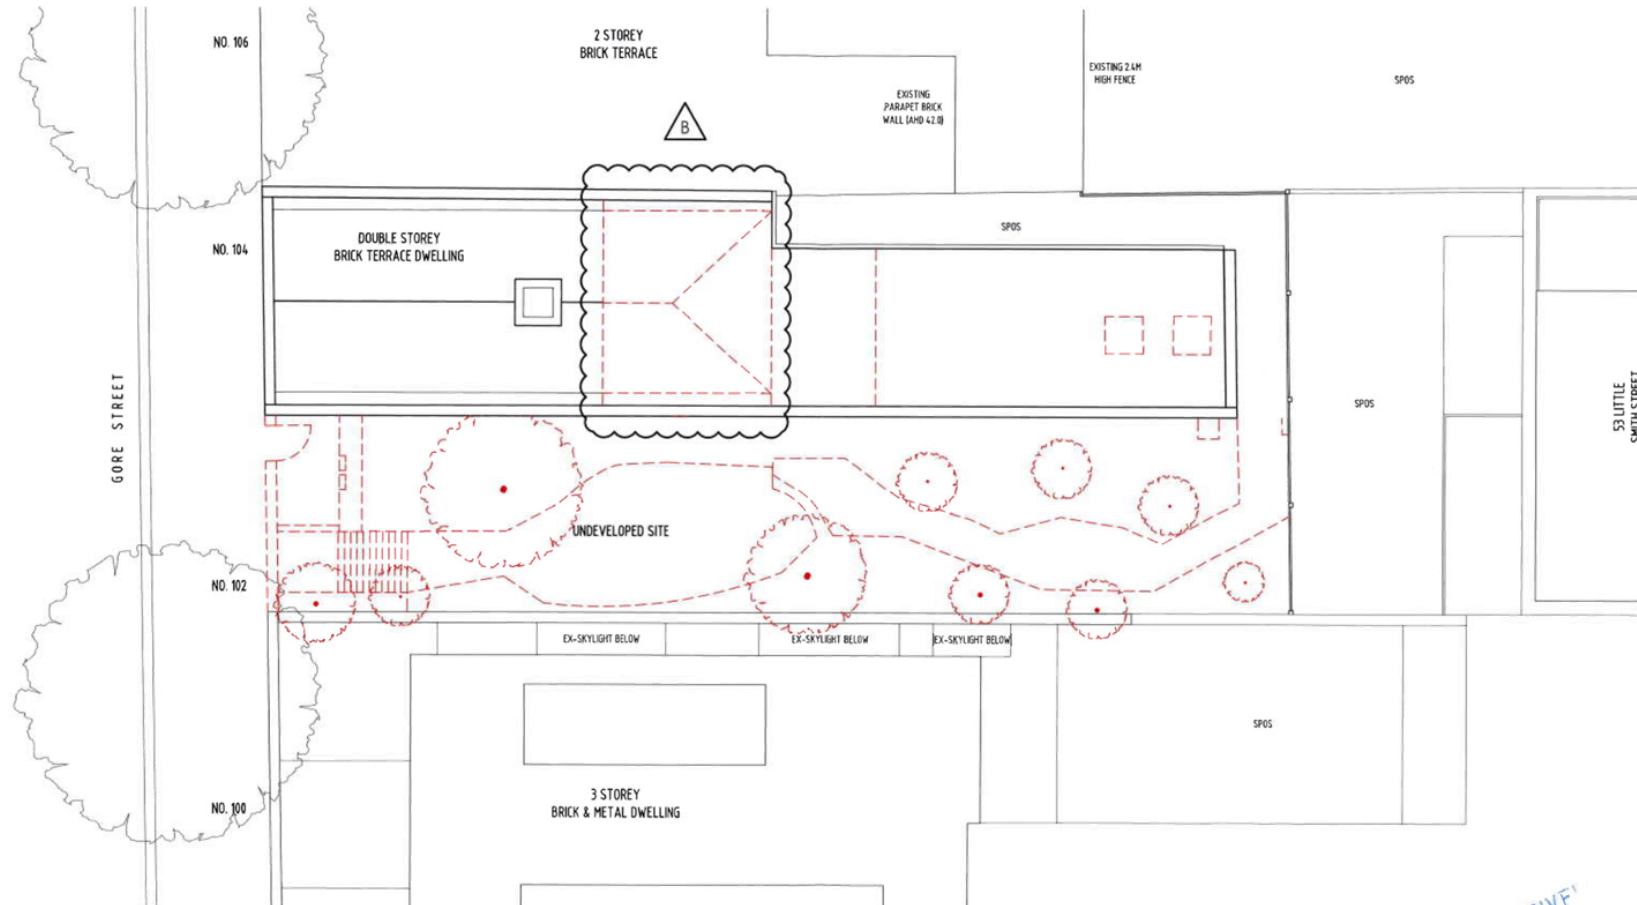 NO. 106
2 STOREY
BRICK TERRACE
EXISTING 2.4M
HIGH FENCE
SPOS
EXISTING
PARAPET BRICK
WALL (AHD 42.0)
B
NO. 104
DOUBLE STOREY
BRICK TERRACE DWELLING
SPOS
GORE STREET
SPOS
53 LITTLE
SMITH STREET
UNDEVELOPED SITE
NO. 102
EX-SKYLIGHT BELOW
EX-SKYLIGHT BELOW
EX-SKYLIGHT BELOW
SPOS
NO. 100
3 STOREY
BRICK & METAL DWELLING